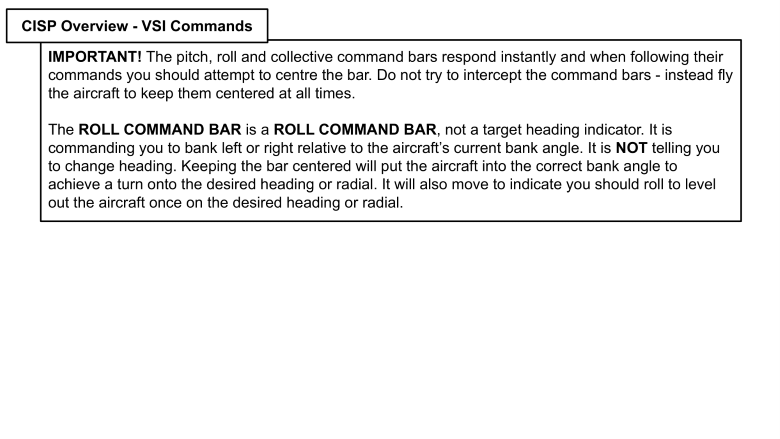 CISP Overview - VSI Commands
IMPORTANT! The pitch, roll and collective command bars respond instantly and when following their
commands you should attempt to centre the bar. Do not try to intercept the command bars - instead fly
the aircraft to keep them centered at all times.
The ROLL COMMAND BAR is a ROLL COMMAND BAR, not a target heading indicator. It is
commanding you to bank left or right relative to the aircraft's current bank angle. It is NOT telling you
to change heading. Keeping the bar centered will put the aircraft into the correct bank angle to
achieve a turn onto the desired heading or radial. It will also move to indicate you should roll to level
out the aircraft once on the desired heading or radial.